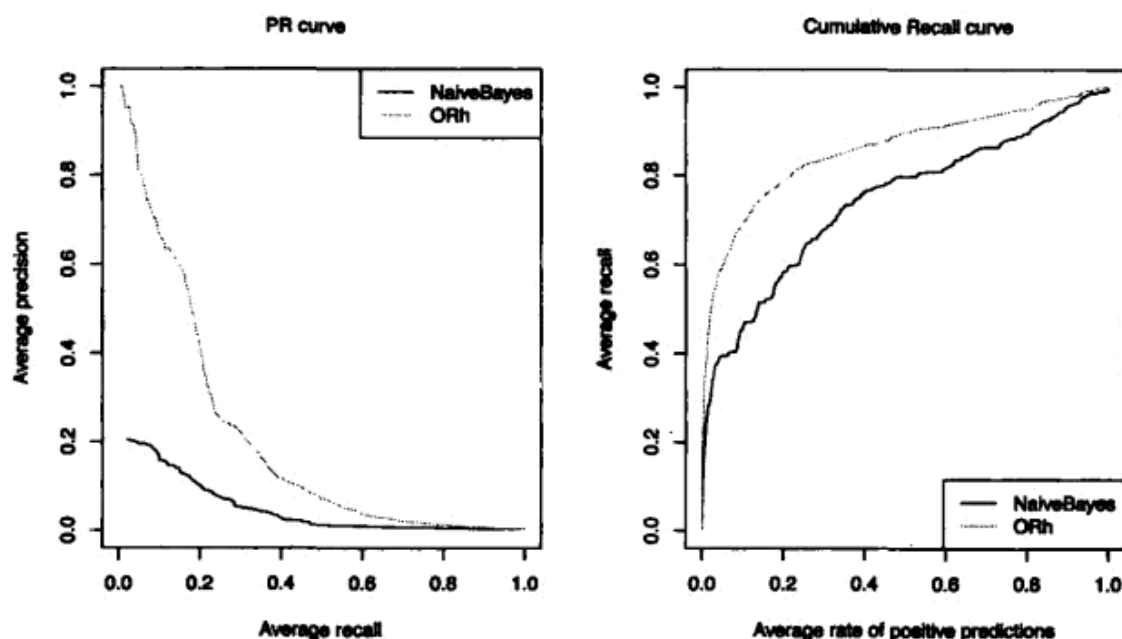 PR curve
Average precision
1.0
0.8
0.6
0.4
0.2
0.0
NaiveBayes
ORh
0.0 0.2 0.4 0.6 0.8 1.0
Average recall
Cumulative Recall curve
Average recall
1.0
0.8
0.6
0.4
0.2
0.0
NaiveBayes
ORh
0.0 0.2 0.4 0.6 0.8 1.0
Average rate of positive predictions